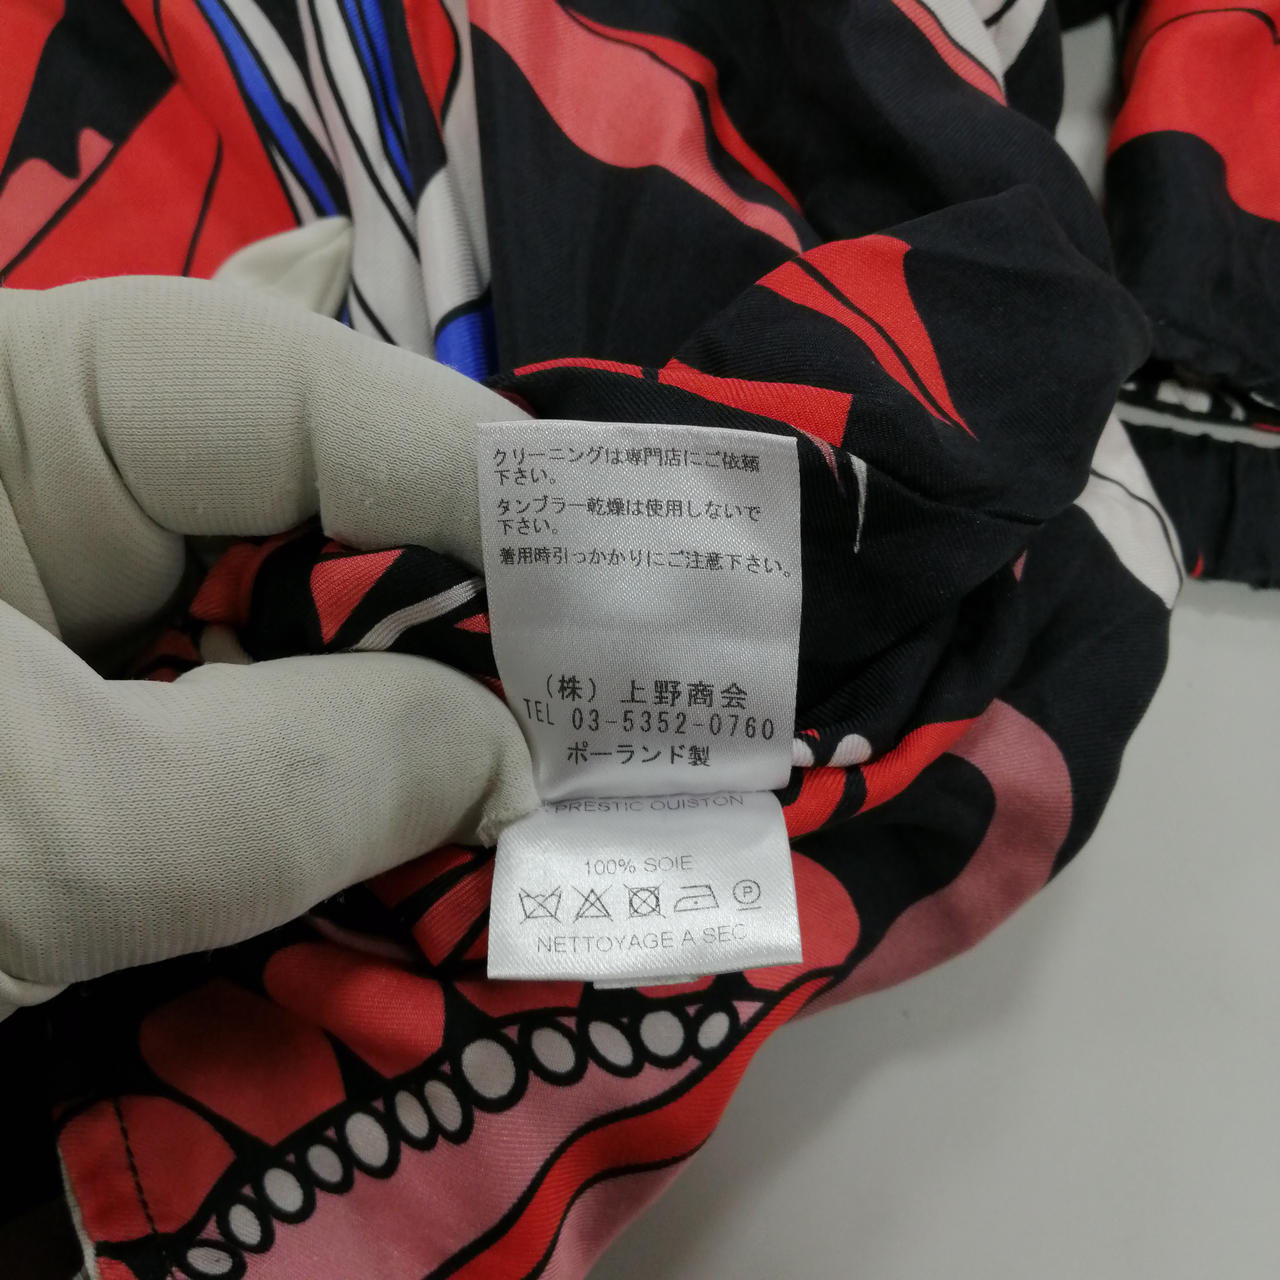 クリーニングは専門店にご依頼
下さい。
タンブラー乾燥は使用しないで
下さい。
着用時引っかかりにご注意下さい。
（株）上野商会
TEL 03-5352-0760
ポーランド製
PRESTIC OUISTON
100% SOIE
P
NETTOYAGE A SEC